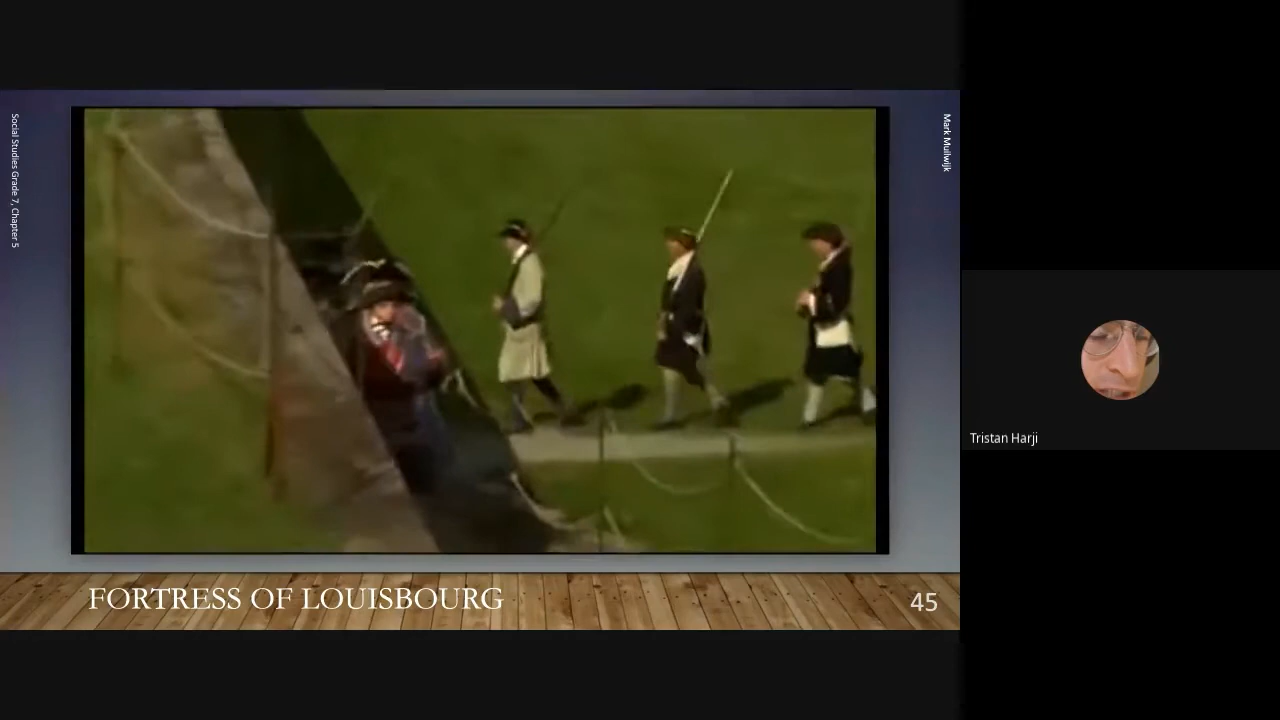 Social Studies Grade 7, Chapter 5
Mark Muilwijk
Tristan Harji
FORTRESS OF LOUISBOURG
45